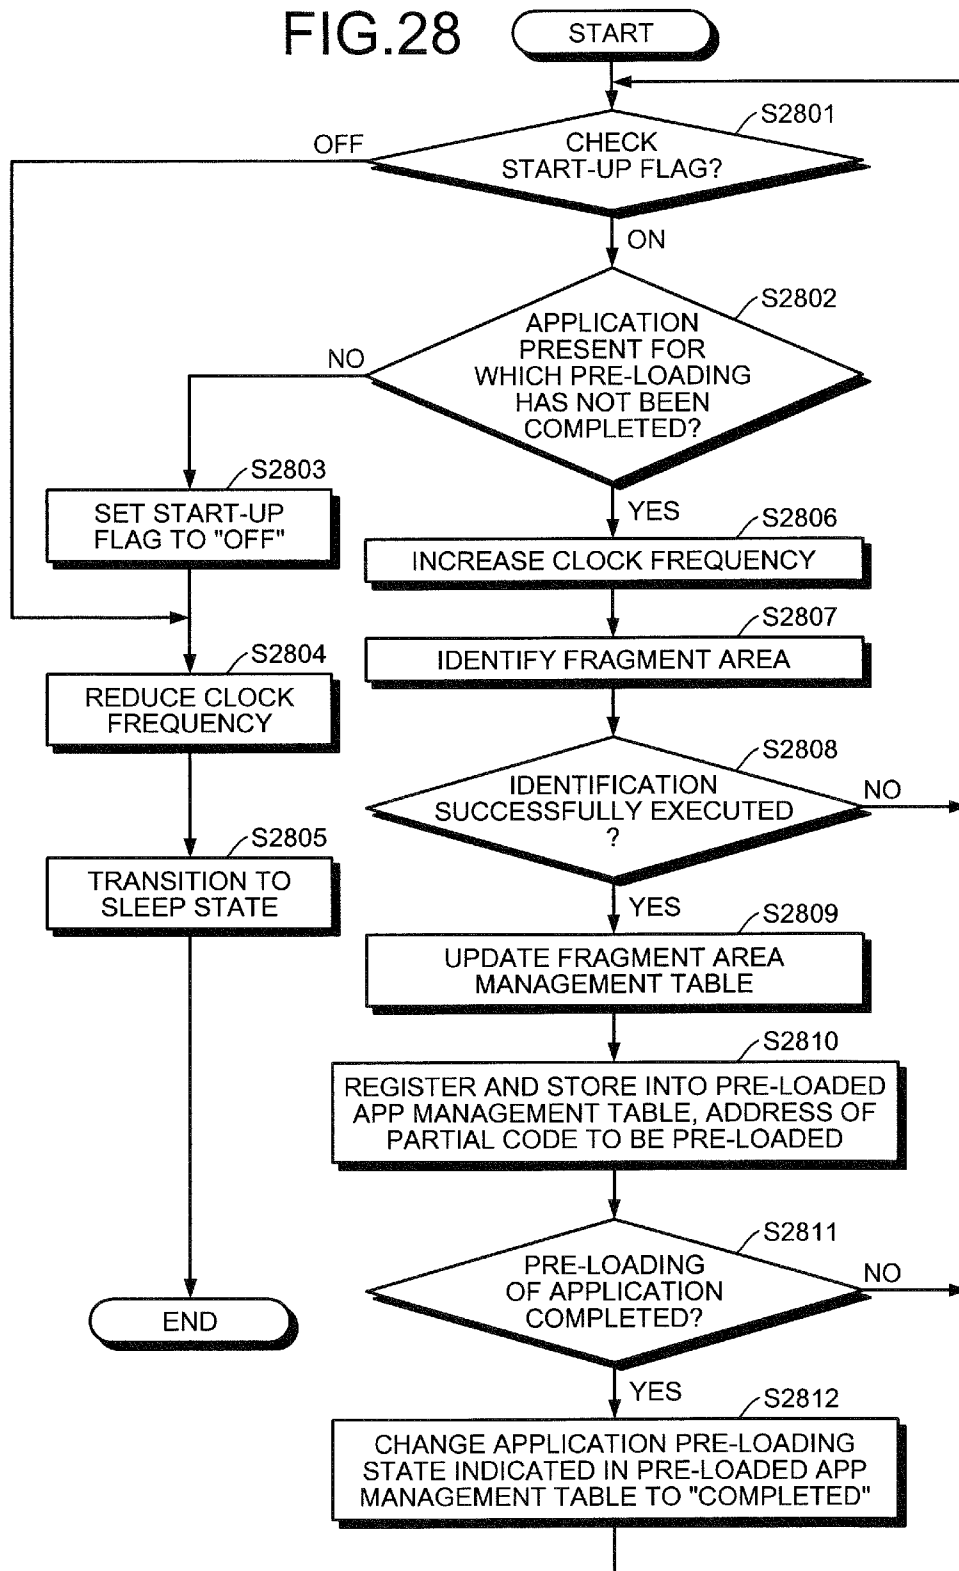 FIG.28
START
S2801
CHECK
START-UP FLAG?
OFF
ON
S2802
APPLICATION
PRESENT FOR
WHICH PRE-LOADING
HAS NOT BEEN
COMPLETED?
NO
YES
S2803
SET START-UP
FLAG TO "OFF"
S2804
REDUCE CLOCK
FREQUENCY
S2805
TRANSITION TO
SLEEP STATE
END
S2806
INCREASE CLOCK FREQUENCY
S2807
IDENTIFY FRAGMENT AREA
S2808
IDENTIFICATION
SUCCESSFULLY EXECUTED
?
NO
YES
S2809
UPDATE FRAGMENT AREA
MANAGEMENT TABLE
S2810
REGISTER AND STORE INTO PRE-LOADED
APP MANAGEMENT TABLE, ADDRESS OF
PARTIAL CODE TO BE PRE-LOADED
S2811
PRE-LOADING
OF APPLICATION
COMPLETED?
NO
YES
S2812
CHANGE APPLICATION PRE-LOADING
STATE INDICATED IN PRE-LOADED APP
MANAGEMENT TABLE TO "COMPLETED"